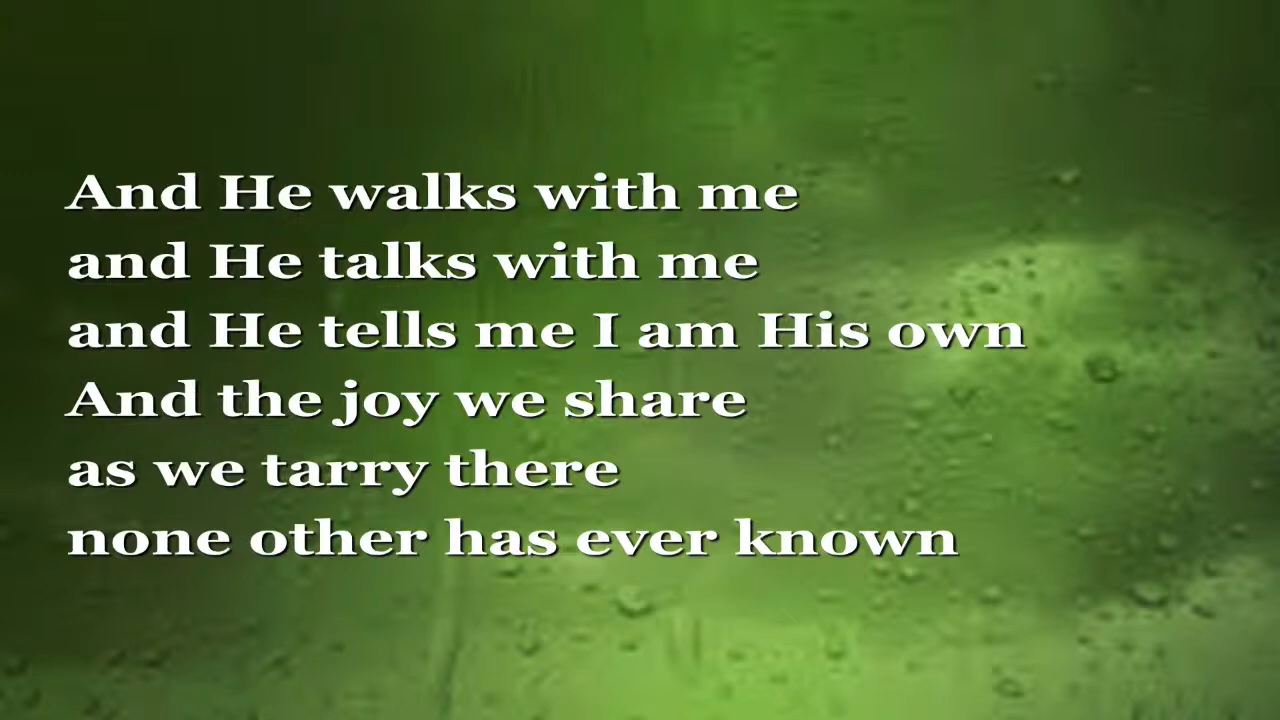 And He walks with me
and He talks with me
and He tells me I am His own
And the joy we share
as we tarry there
none other has ever known